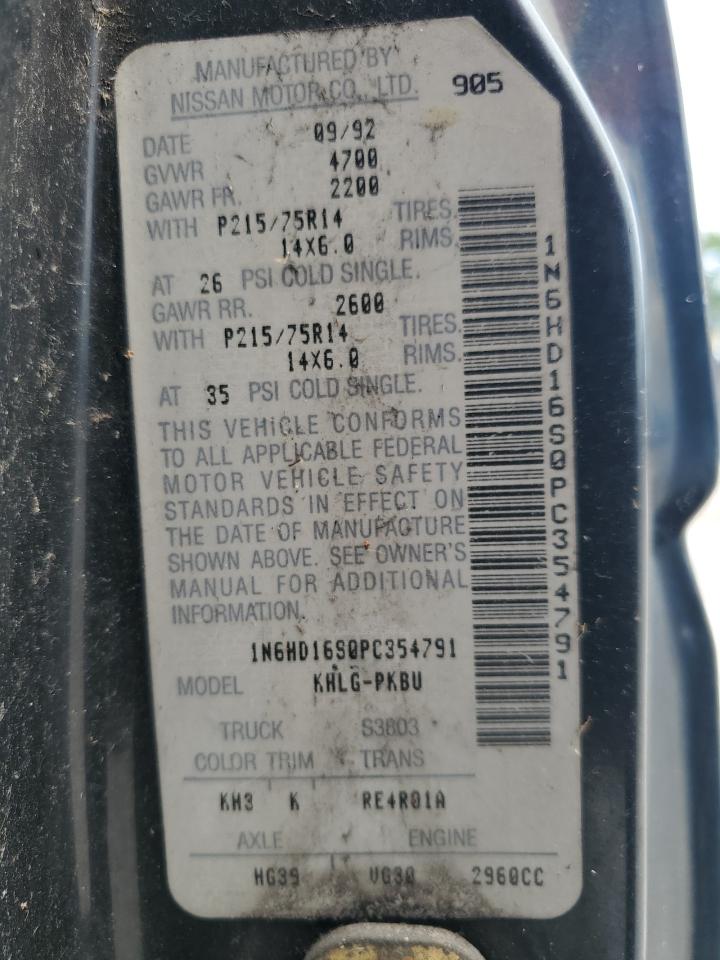 MANUFACTURED BY
NISSAN MOTOR CO., LTD. 905
DATE 09/92
GVWR 4700
GAWR FR. 2200
WITH P215/75R14 TIRES.
14X6.0 RIMS.
AT 26 PSI COLD SINGLE.
GAWR RR. 2600
WITH P215/75R14 TIRES.
14X6.0 RIMS.
AT 35 PSI COLD SINGLE.
THIS VEHICLE CONFORMS
TO ALL APPLICABLE FEDERAL
MOTOR VEHICLE SAFETY
STANDARDS IN EFFECT ON
THE DATE OF MANUFACTURE
SHOWN ABOVE. SEE OWNER'S
MANUAL FOR ADDITIONAL
INFORMATION.
1N6HD16S0PC354791
1N6HD16S0PC354791
MODEL KHLG-PKBU
TRUCK S3803
COLOR TRIM TRANS
KH3 K RE4R01A
AXLE ENGINE
HG39 VG30 2960CC